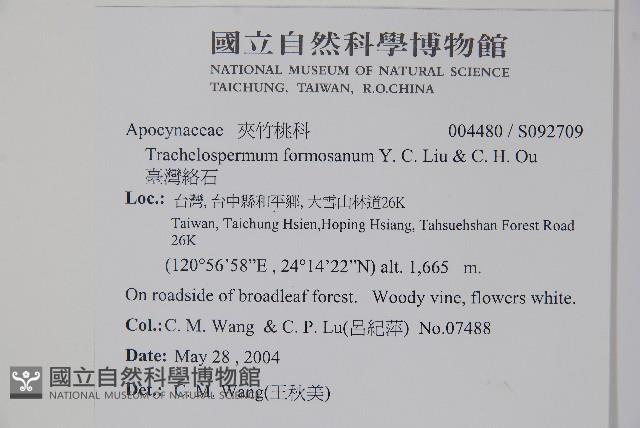 國立自然科學博物館
NATIONAL MUSEUM OF NATURAL SCIENCE
TAICHUNG, TAIWAN, R.O.CHINA
Apocynaceae 夾竹桃科 004480 / S092709
Trachelospermum formosanum Y. C. Liu & C. H. Ou
臺灣絡石
Loc.: 台灣, 台中縣和平鄉, 大雪山林道26K
Taiwan, Taichung Hsien,Hoping Hsiang, Tahsuehshan Forest Road
26K
(120°56’58”E , 24°14’22”N) alt. 1,665 m.
On roadside of broadleaf forest. Woody vine, flowers white.
Col.:C. M. Wang & C. P. Lu(呂紀萍) No.07488
Date: May 28 , 2004
Det.: C. M. Wang(王秋美)
國立自然科學博物館
NATIONAL MUSEUM OF NATURAL SCIENCE